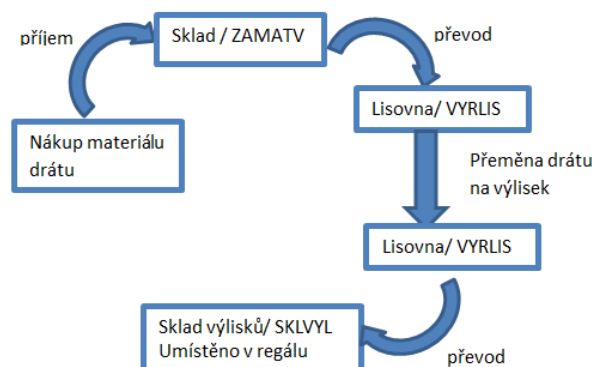 příjem
Sklad / ZAMATV
převod
Nákup materiálu
drátu
Lisovna/ VYRLIS
Přeměna drátu
na výlisek
Lisovna/ VYRLIS
Sklad výlisků/ SKLVYL
Umístěno v regálu
převod